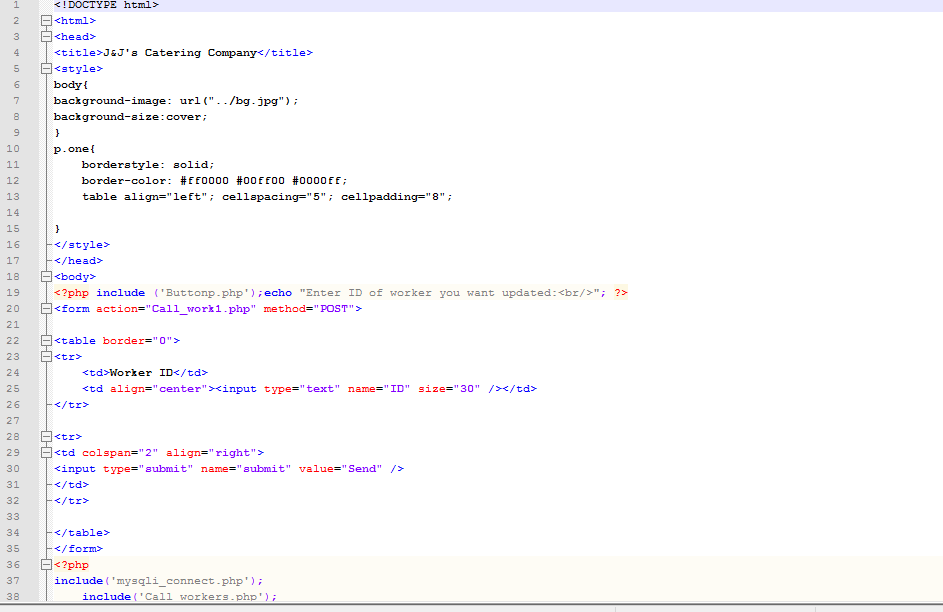 1 <!DOCTYPE html>
2 <html>
3 <head>
4 <title>J&J's Catering Company</title>
5 <style>
6 body{
7 background-image: url("../bg.jpg");
8 background-size:cover;
9 }
10 p.one{
11     borderstyle: solid;
12     border-color: #ff0000 #00ff00 #0000ff;
13     table align="left"; cellspacing="5"; cellpadding="8";
14
15 }
16 </style>
17 </head>
18 <body>
19 <?php include ('Buttonp.php');echo "Enter ID of worker you want updated:<br/>"; ?>
20 <form action="Call_work1.php" method="POST">
21
22 <table border="0">
23 <tr>
24     <td>Worker ID</td>
25     <td align="center"><input type="text" name="ID" size="30" /></td>
26 </tr>
27
28 <tr>
29 <td colspan="2" align="right">
30 <input type="submit" name="submit" value="Send" />
31 </td>
32 </tr>
33
34 </table>
35 </form>
36 <?php
37 include('mysqli_connect.php');
38     include('Call_workers.php');